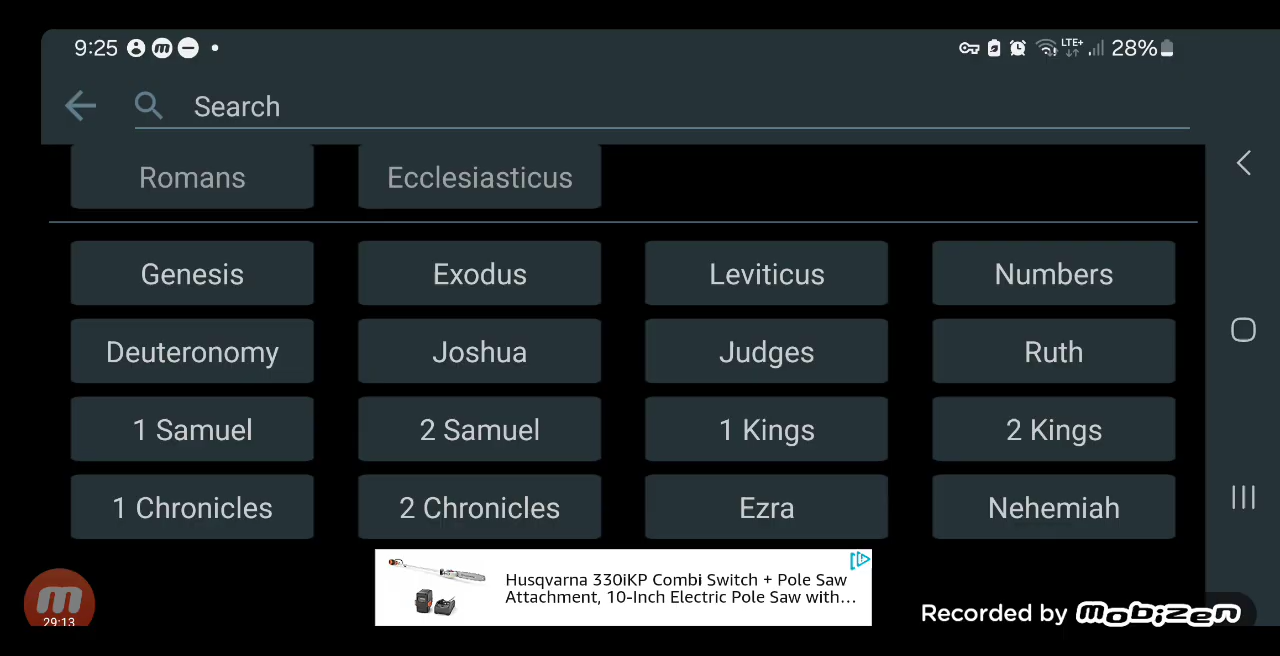 9:25
LTE+
28%
Search
Romans Ecclesiasticus
Genesis Exodus Leviticus Numbers
Deuteronomy Joshua Judges Ruth
1 Samuel 2 Samuel 1 Kings 2 Kings
1 Chronicles 2 Chronicles Ezra Nehemiah
Husqvarna 330iKP Combi Switch + Pole Saw
Attachment, 10-Inch Electric Pole Saw with...
29:13
Recorded by Mobizen